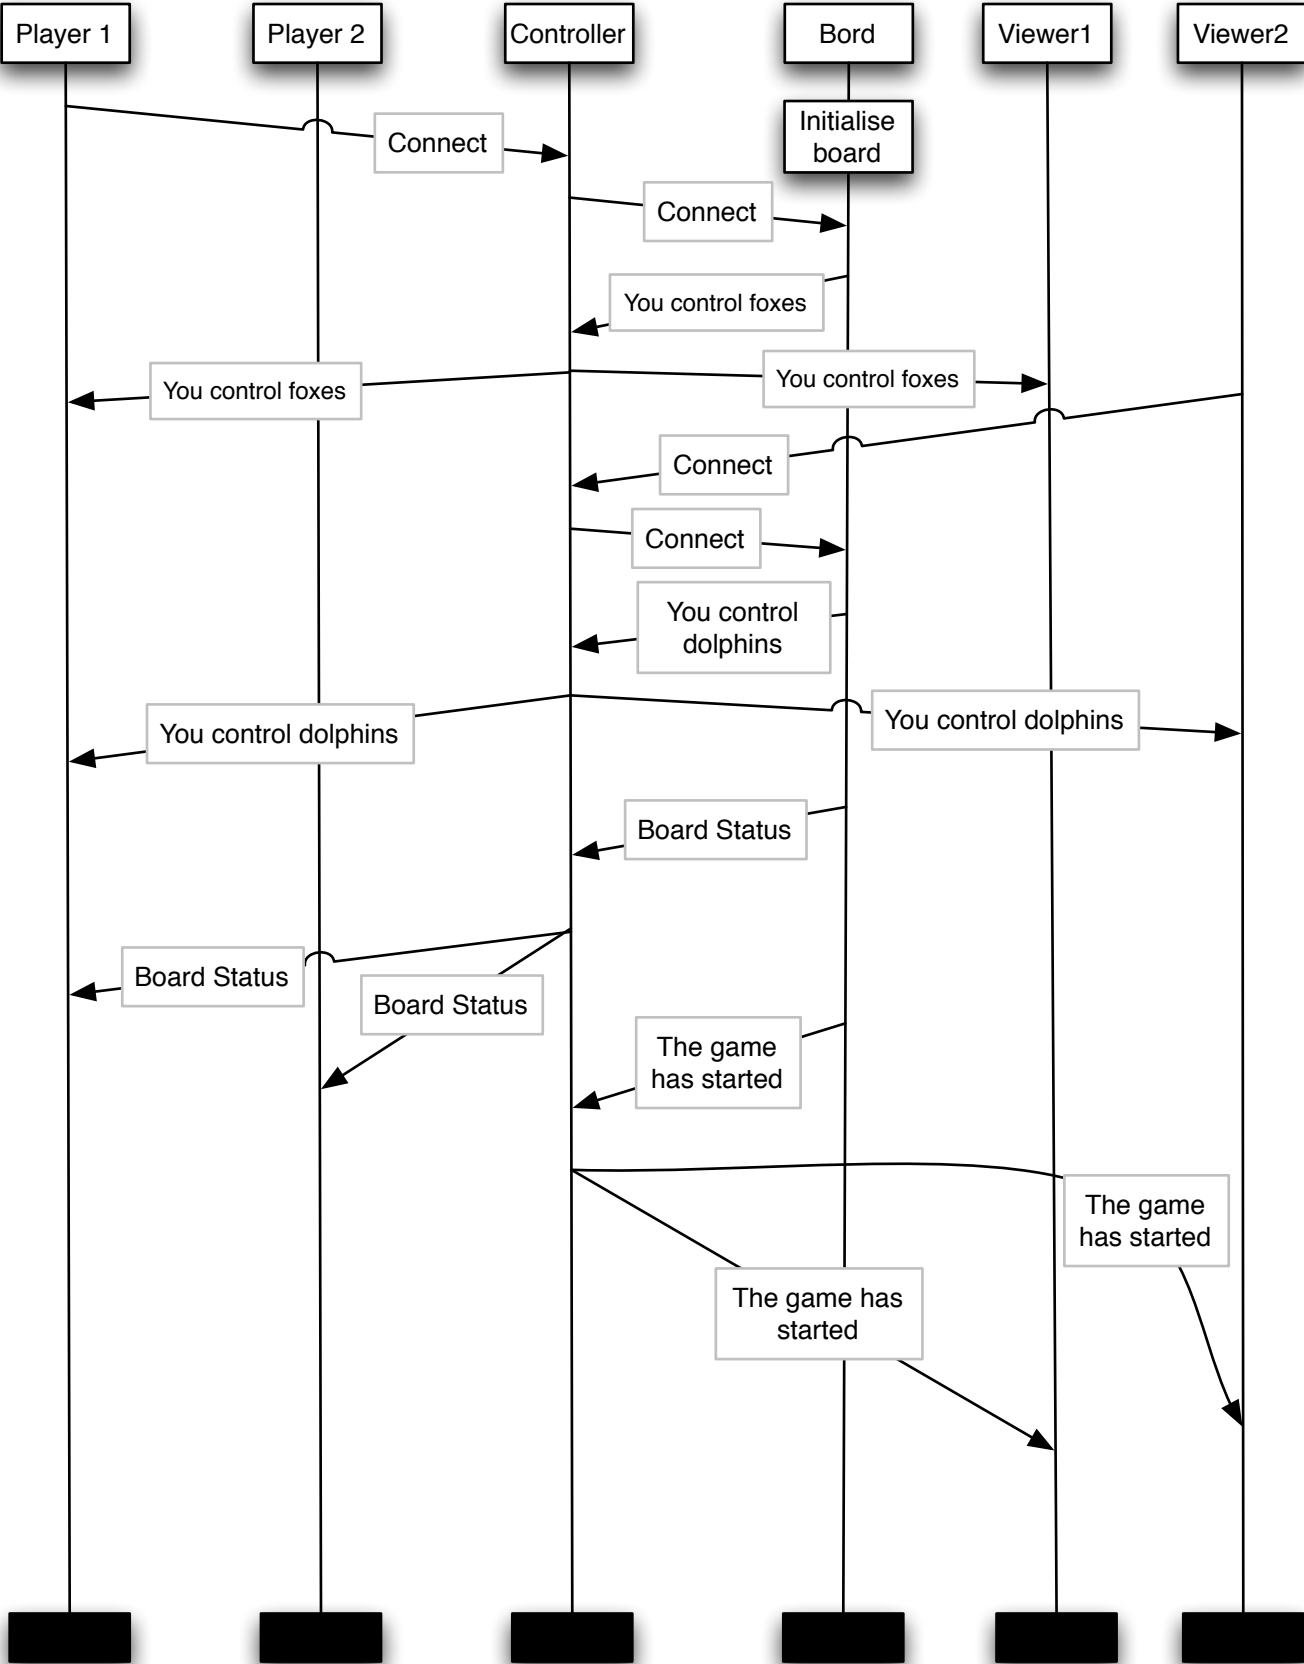 Player 1
Player 2
Controller
Bord
Viewer1
Viewer2
Initialise
board
Connect
Connect
You control foxes
You control foxes
You control foxes
Connect
Connect
You control
dolphins
You control dolphins
You control dolphins
Board Status
Board Status
Board Status
The game
has started
The game
has started
The game has
started